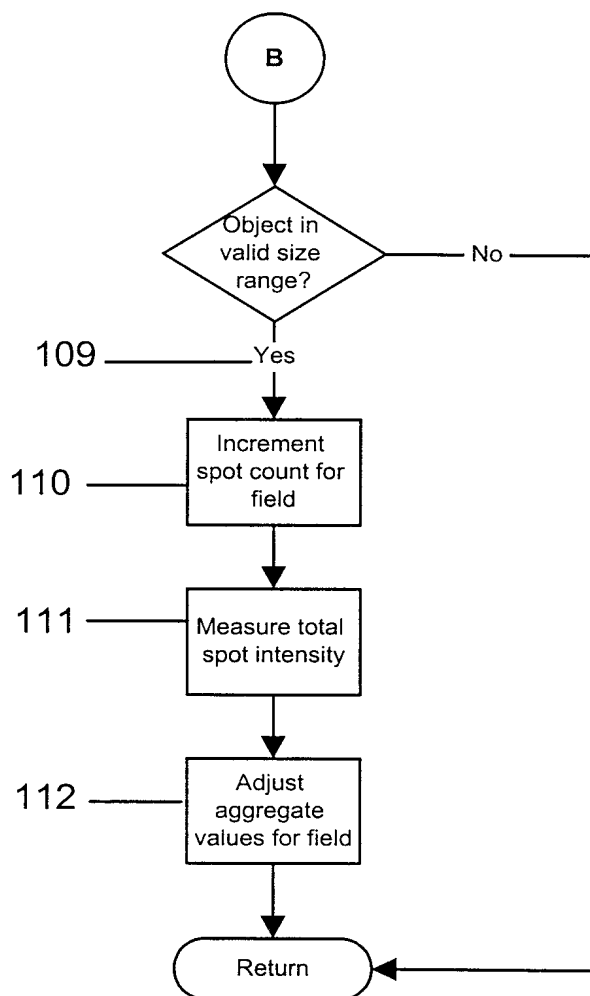 B
Object in
valid size
range?
No
109
Yes
110
Increment
spot count for
field
111
Measure total
spot intensity
112
Adjust
aggregate
values for field
Return